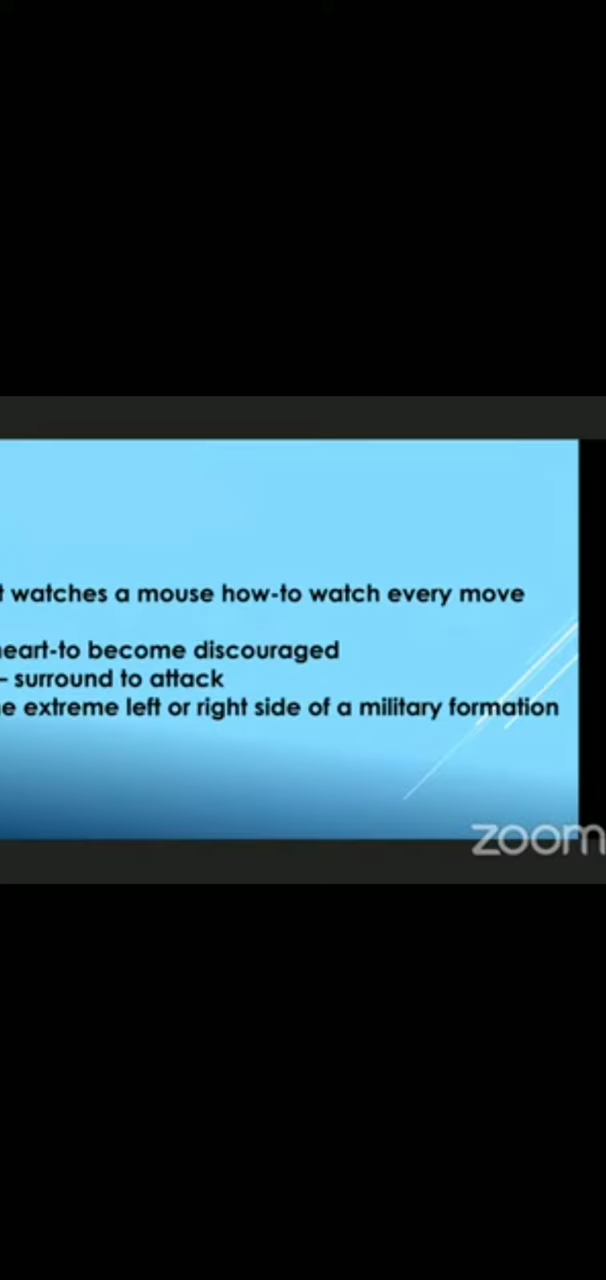 t watches a mouse how-to watch every move
eart-to become discouraged
– surround to attack
e extreme left or right side of a military formation
zoom